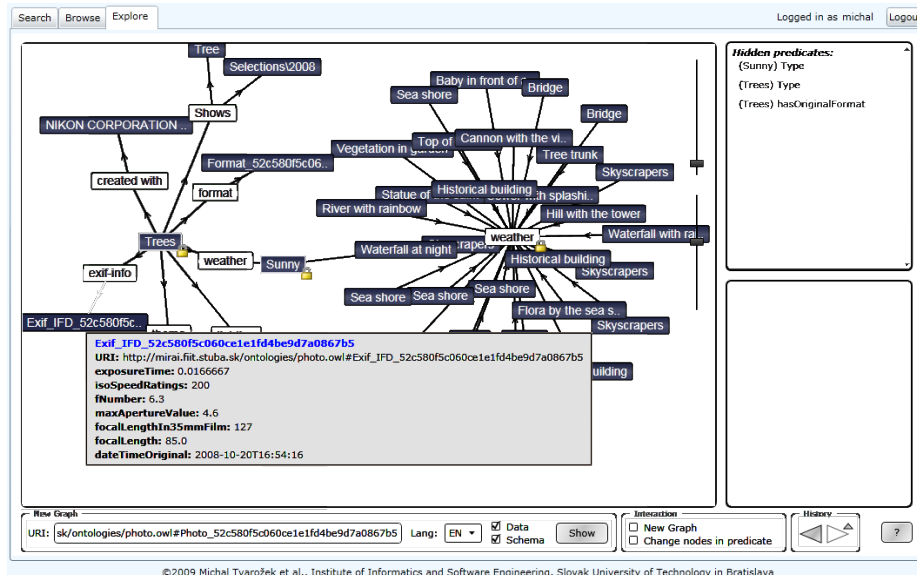 Search Browse Explore
Logged in as michal Logou
Tree
Selections\2008
Shows
NIKON CORPORATION ..
created with
Format_52c580f5c06..
format
Trees
weather
Sunny
exif-info
Exif_IFD_52c580f5c..
Baby in front of
Sea shore
Bridge
Bridge
Top of
Cannon with the vi..
Vegetation in garden
Tree trunk
Skyscrapers
Historical building
Statue of
with splashi..
River with rainbow
Hill with the tower
weather
Waterfall with ra..
Waterfall at night
Historical building
Skyscrapers
Sea shore
Sea shore
Sea shore
Flora by the sea s..
Skyscrapers
uilding
Exif_IFD_52c580f5c060ce1e1fd4be9d7a0867b5
URI: http://mirai.fiit.stuba.sk/ontologies/photo.owl#Exif_IFD_52c580f5c060ce1e1fd4be9d7a0867b5
exposureTime: 0.0166667
isoSpeedRatings: 200
fNumber: 6.3
maxApertureValue: 4.6
focalLengthIn35mmFilm: 127
focalLength: 85.0
dateTimeOriginal: 2008-10-20T16:54:16
Hidden predicates:
(Sunny) Type
(Trees) Type
(Trees) hasOriginalFormat
New Graph
URI: sk/ontologies/photo.owl#Photo_52c580f5c060ce1e1fd4be9d7a0867b5 Lang: EN
Data
Schema
Show
Interaction
New Graph
Change nodes in predicate
History
?
©2009 Michal Tvarožek et al., Institute of Informatics and Software Engineering, Slovak University of Technology in Bratislava